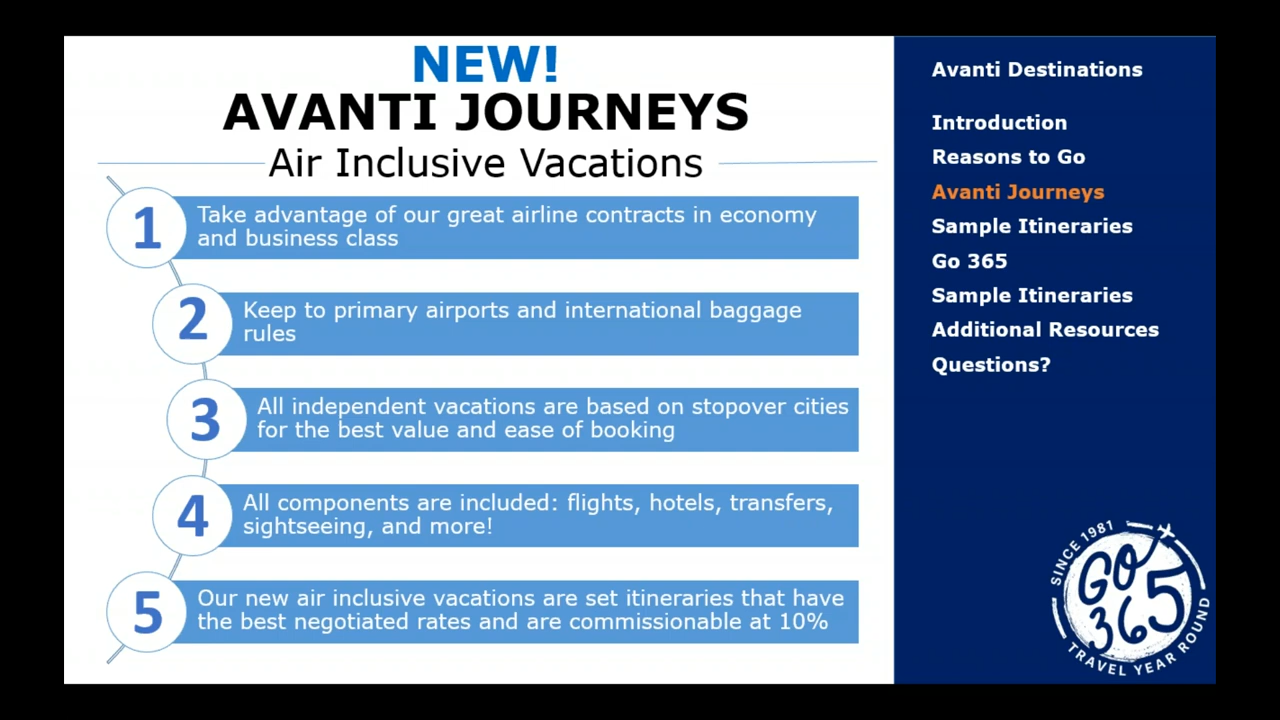 NEW!
AVANTI JOURNEYS
Air Inclusive Vacations
1
Take advantage of our great airline contracts in economy
and business class
2
Keep to primary airports and international baggage
rules
3
All independent vacations are based on stopover cities
for the best value and ease of booking
4
All components are included: flights, hotels, transfers,
sightseeing, and more!
5
Our new air inclusive vacations are set itineraries that have
the best negotiated rates and are commissionable at 10%
Avanti Destinations
Introduction
Reasons to Go
Avanti Journeys
Sample Itineraries
Go 365
Sample Itineraries
Additional Resources
Questions?
SINCE 1981
GO
365
TRAVEL YEAR ROUND